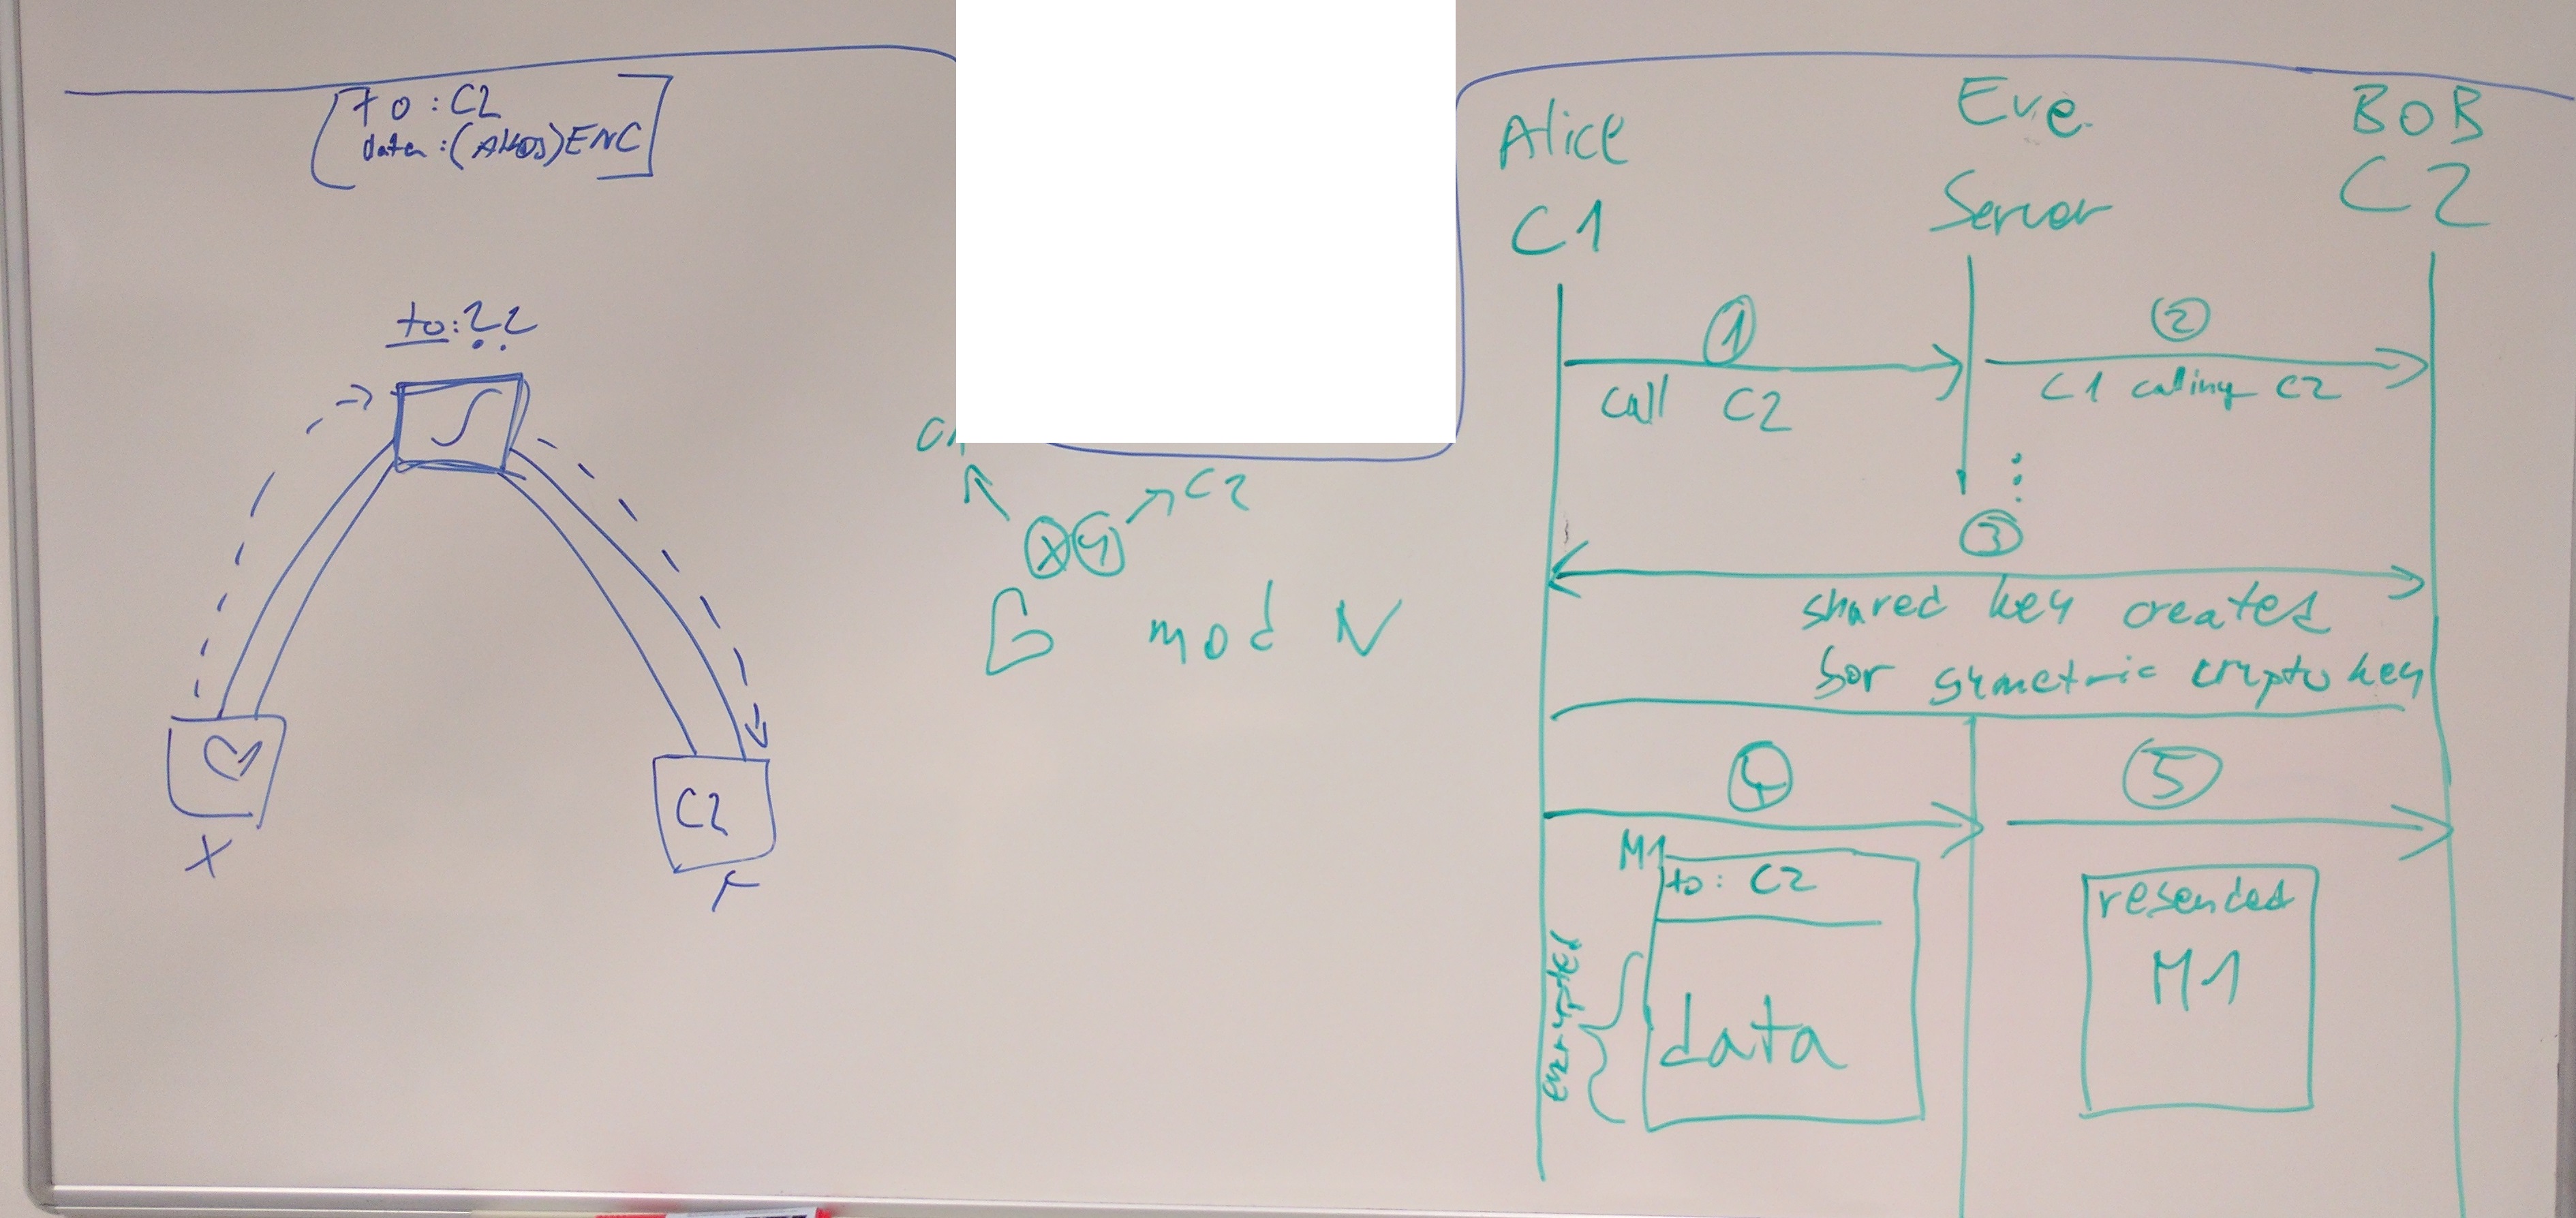 to : C2
data : (AHOJ) ENC
to: ??
S
C2
X
C2
X Y
G mod N
Alice
C1
Eve
Server
BOB
C2
1
call C2
2
C1 calling C2
3
shared key created
for symetric crypto key
4
5
M1
to: C2
data
encrypted
resended
M1